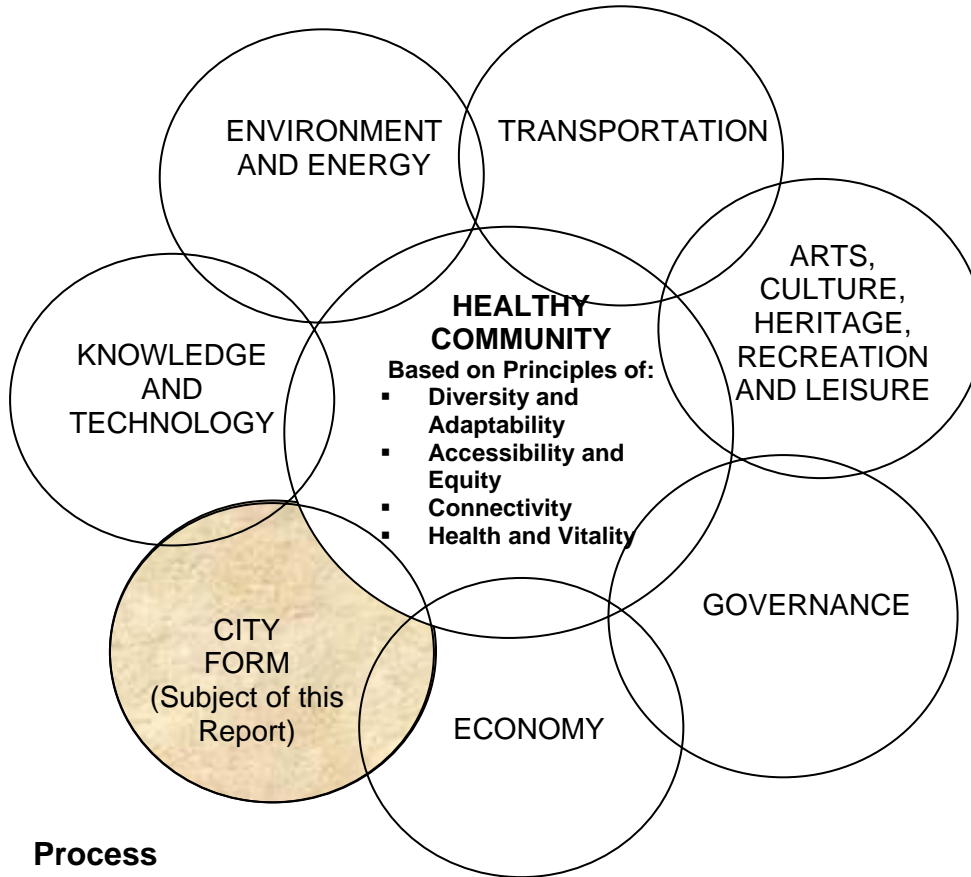 ENVIRONMENT
AND ENERGY
TRANSPORTATION
ARTS,
CULTURE,
HERITAGE,
RECREATION
AND LEISURE
KNOWLEDGE
AND
TECHNOLOGY
HEALTHY
COMMUNITY
Based on Principles of:
▪ Diversity and
Adaptability
▪ Accessibility and
Equity
▪ Connectivity
▪ Health and Vitality
GOVERNANCE
CITY
FORM
(Subject of this
Report)
ECONOMY
Process